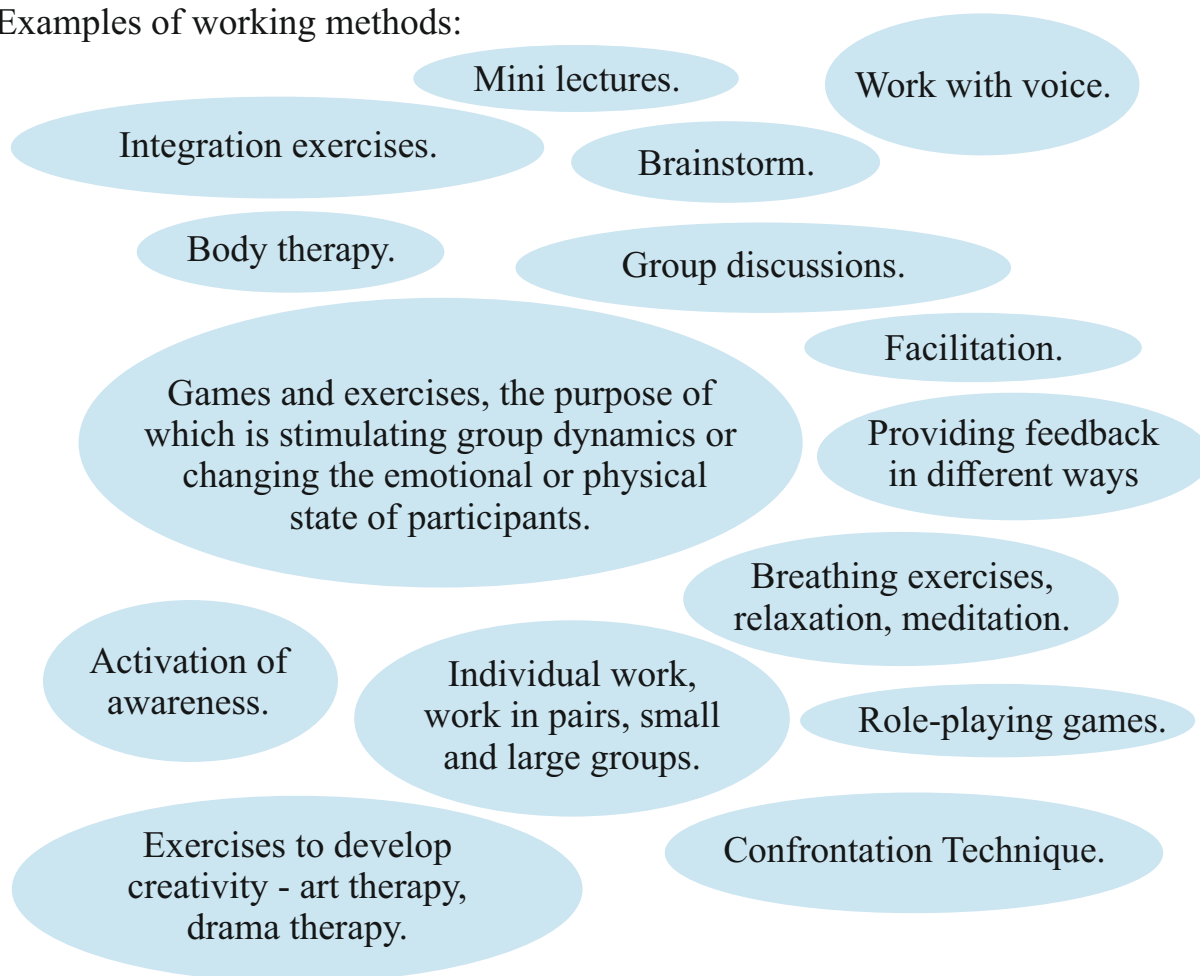 Examples of working methods:
Mini lectures.
Work with voice.
Integration exercises.
Brainstorm.
Body therapy.
Group discussions.
Facilitation.
Games and exercises, the purpose of
which is stimulating group dynamics or
changing the emotional or physical
state of participants.
Providing feedback
in different ways
Breathing exercises,
relaxation, meditation.
Activation of
awareness.
Individual work,
work in pairs, small
and large groups.
Role-playing games.
Exercises to develop
creativity - art therapy,
drama therapy.
Confrontation Technique.